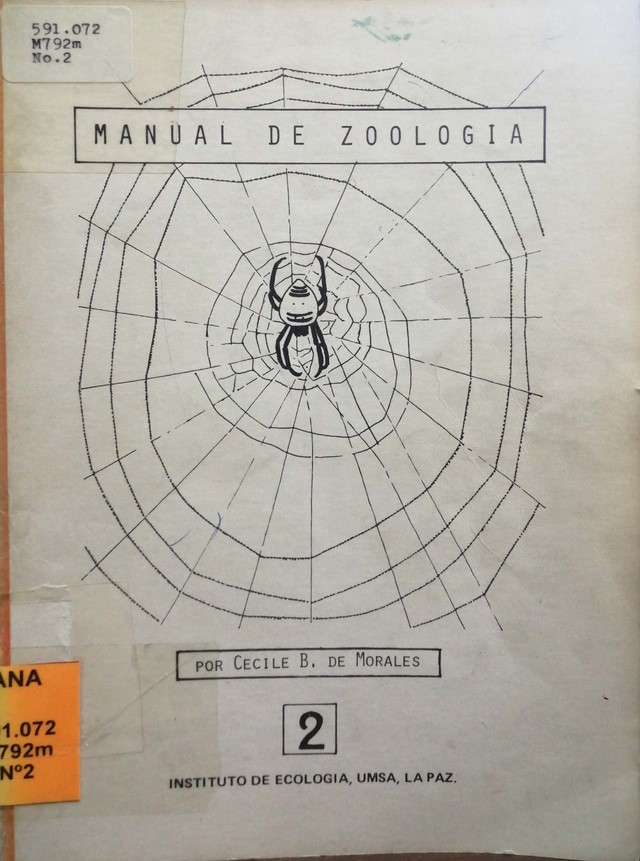 591.072
M792m
No.2
MANUAL DE ZOOLOGIA
POR CECILE B. DE MORALES
2
INSTITUTO DE ECOLOGIA, UMSA, LA PAZ.
ANA
1.072
792m
Nº2